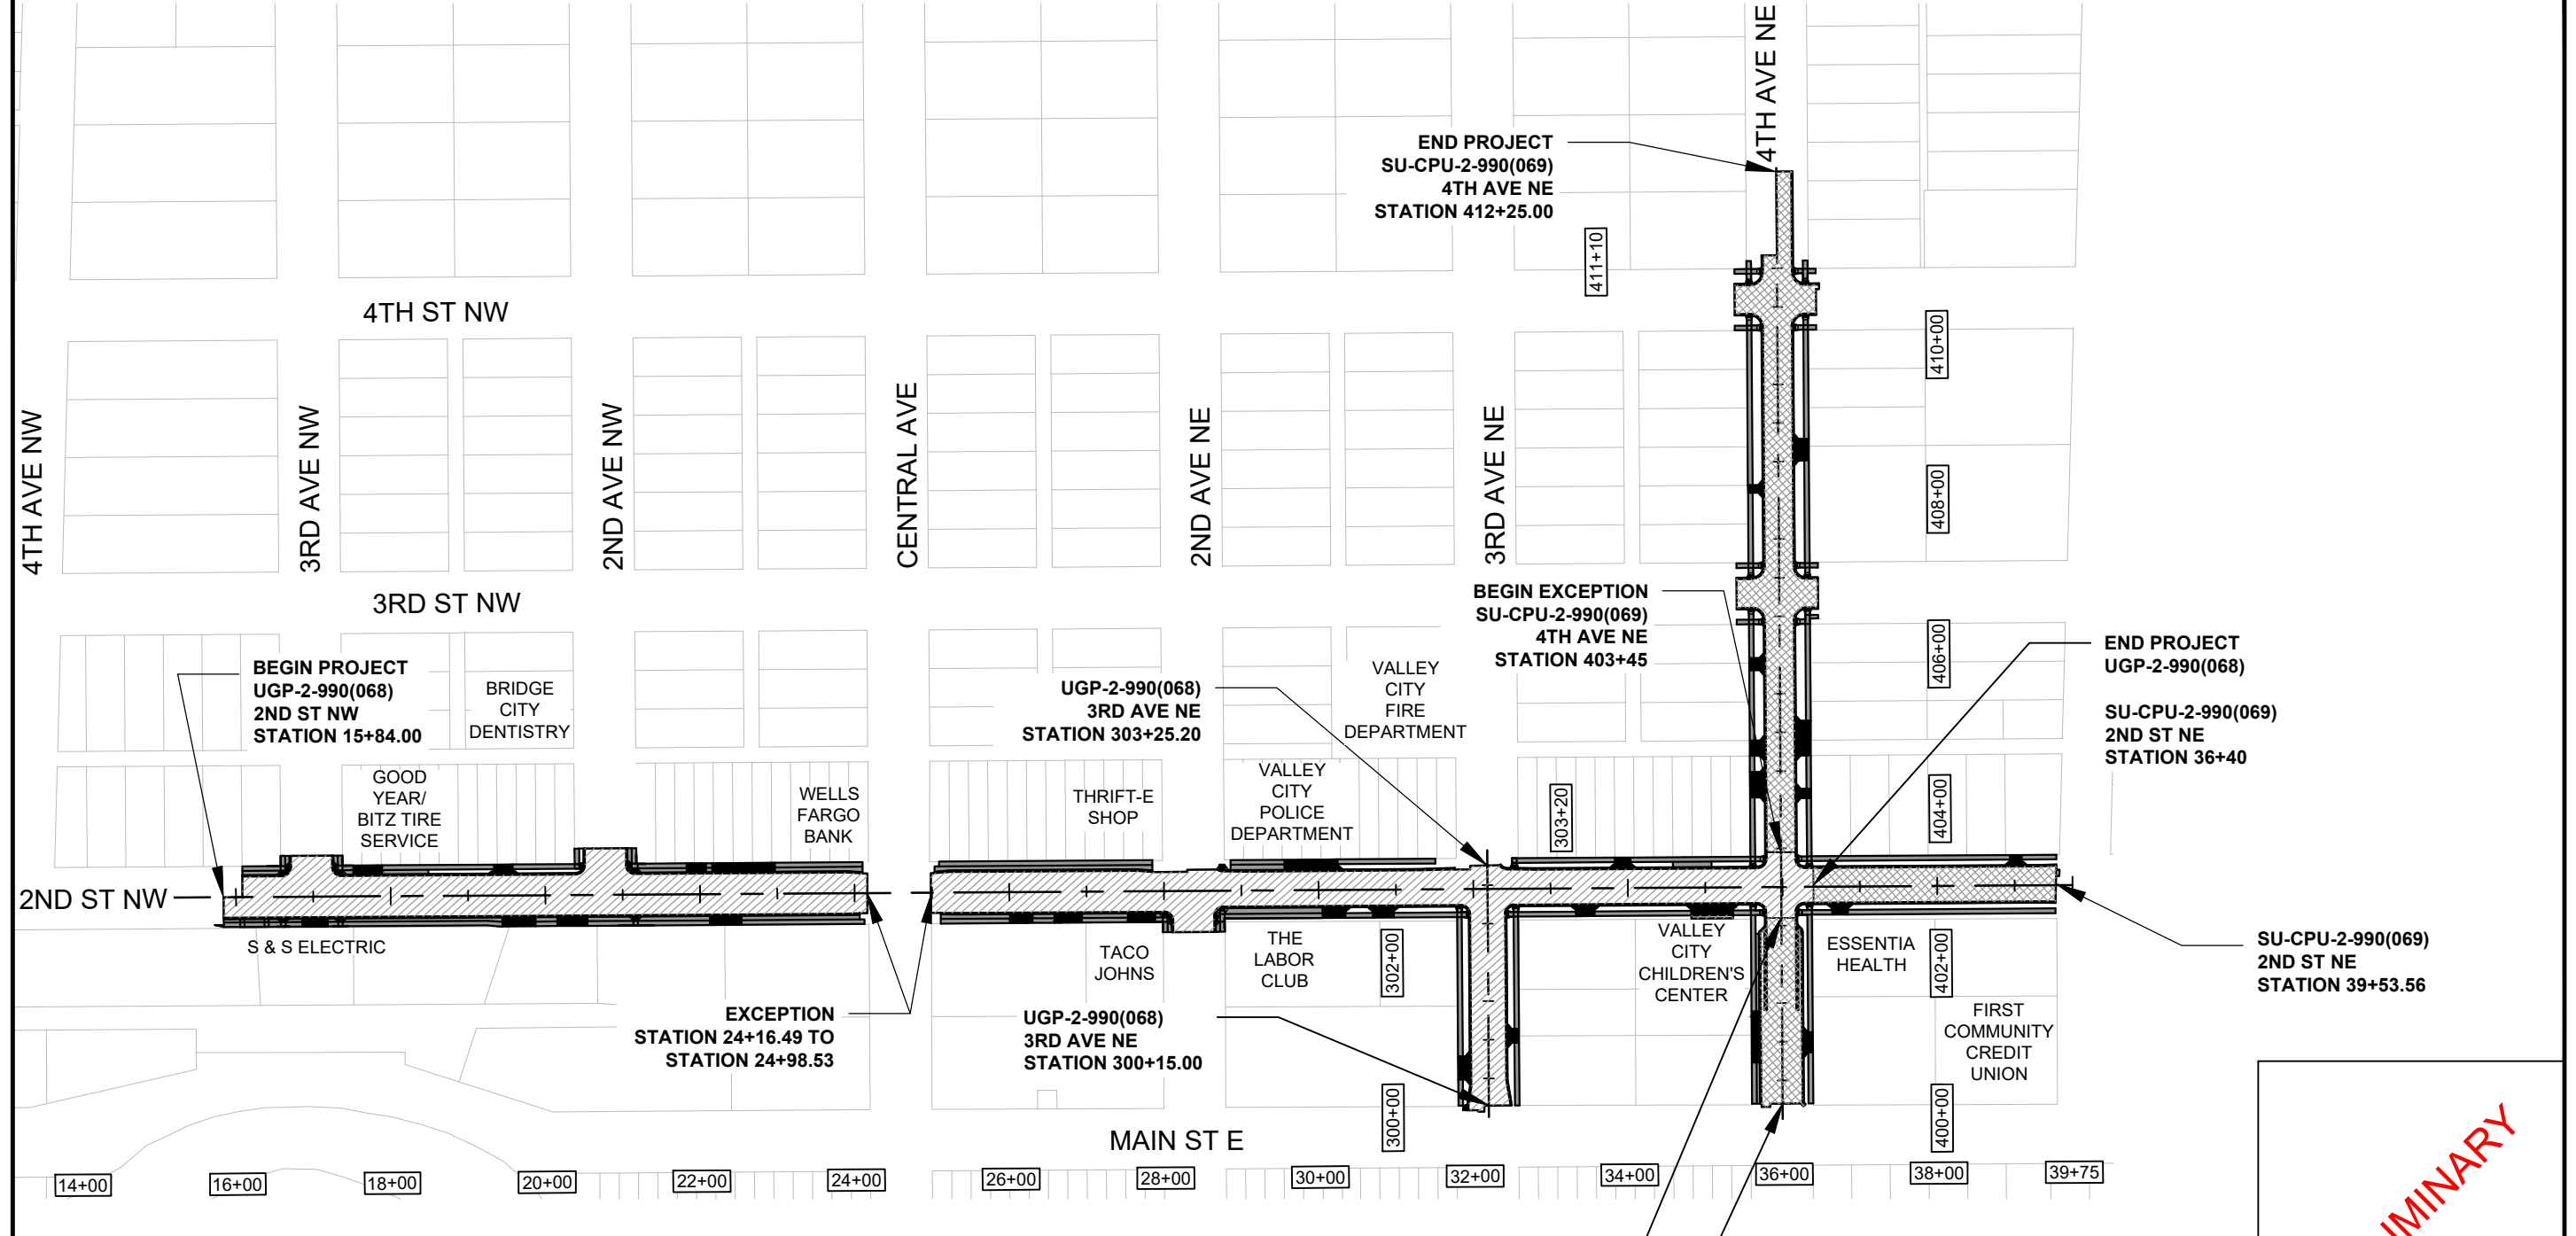 4TH AVE NE
END PROJECT
SU-CPU-2-990(069)
4TH AVE NE
STATION 412+25.00
411+10
4TH ST NW
410+00
4TH AVE NW
3RD AVE NW
2ND AVE NW
CENTRAL AVE
2ND AVE NE
3RD AVE NE
408+00
3RD ST NW
BEGIN EXCEPTION
SU-CPU-2-990(069)
4TH AVE NE
STATION 403+45
406+00
END PROJECT
UGP-2-990(068)
SU-CPU-2-990(069)
2ND ST NE
STATION 36+40
BEGIN PROJECT
UGP-2-990(068)
2ND ST NW
STATION 15+84.00
BRIDGE
CITY
DENTISTRY
UGP-2-990(068)
3RD AVE NE
STATION 303+25.20
VALLEY
CITY
FIRE
DEPARTMENT
GOOD
YEAR/
BITZ TIRE
SERVICE
WELLS
FARGO
BANK
THRIFT-E
SHOP
VALLEY
CITY
POLICE
DEPARTMENT
303+20
404+00
2ND ST NW
S & S ELECTRIC
TACO
JOHNS
THE
LABOR
CLUB
302+00
VALLEY
CITY
CHILDREN'S
CENTER
ESSENTIA
HEALTH
402+00
SU-CPU-2-990(069)
2ND ST NE
STATION 39+53.56
EXCEPTION
STATION 24+16.49 TO
STATION 24+98.53
UGP-2-990(068)
3RD AVE NE
STATION 300+15.00
FIRST
COMMUNITY
CREDIT
UNION
300+00
400+00
MAIN ST E
14+00
16+00
18+00
20+00
22+00
24+00
26+00
28+00
30+00
32+00
34+00
36+00
38+00
39+75
IMINARY